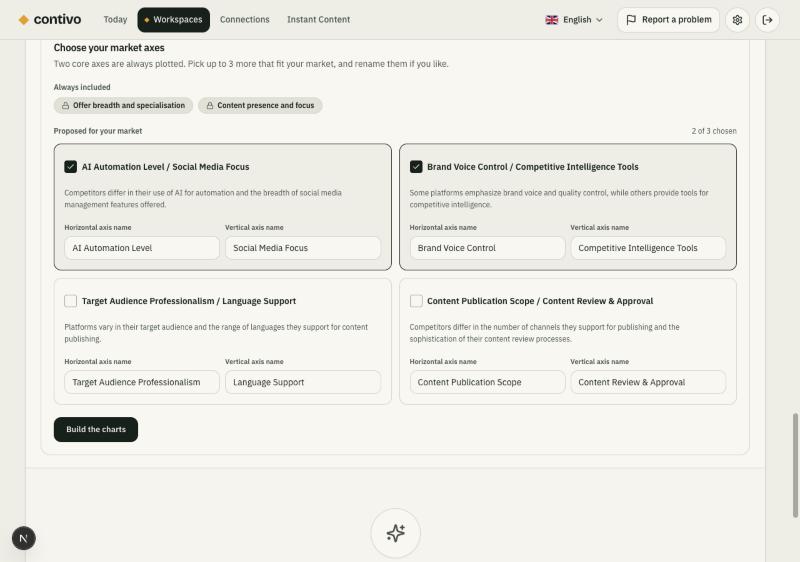 contivo
Today
Workspaces
Connections
Instant Content
English
Report a problem
Choose your market axes
Two core axes are always plotted. Pick up to 3 more that fit your market, and rename them if you like.
Always included
Offer breadth and specialisation
Content presence and focus
Proposed for your market
2 of 3 chosen
AI Automation Level / Social Media Focus
Competitors differ in their use of AI for automation and the breadth of social media
management features offered.
Horizontal axis name
Vertical axis name
AI Automation Level
Social Media Focus
Brand Voice Control / Competitive Intelligence Tools
Some platforms emphasize brand voice and quality control, while others provide tools for
competitive intelligence.
Horizontal axis name
Vertical axis name
Brand Voice Control
Competitive Intelligence Tools
Target Audience Professionalism / Language Support
Platforms vary in their target audience and the range of languages they support for content
publishing.
Horizontal axis name
Vertical axis name
Target Audience Professionalism
Language Support
Content Publication Scope / Content Review & Approval
Competitors differ in the number of channels they support for publishing and the
sophistication of their content review processes.
Horizontal axis name
Vertical axis name
Content Publication Scope
Content Review & Approval
Build the charts
N